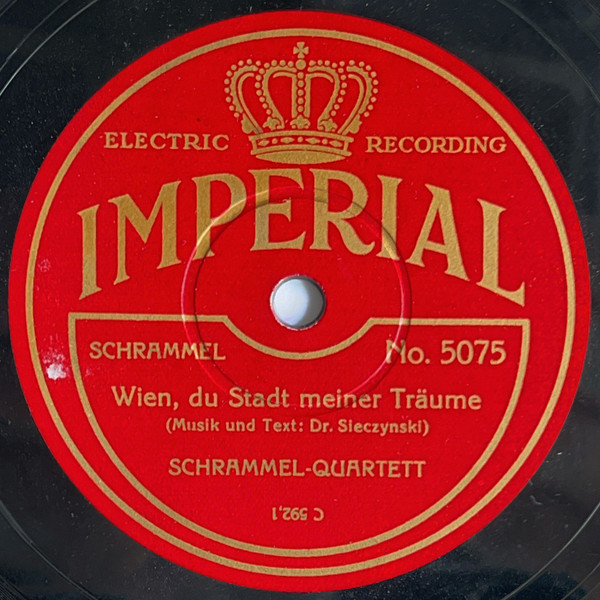 ELECTRIC RECORDING
IMPERIAL
SCHRAMMEL No. 5075
Wien, du Stadt meiner Träume
(Musik und Text: Dr. Sieczynski)
SCHRAMMEL-QUARTETT
C 592,1